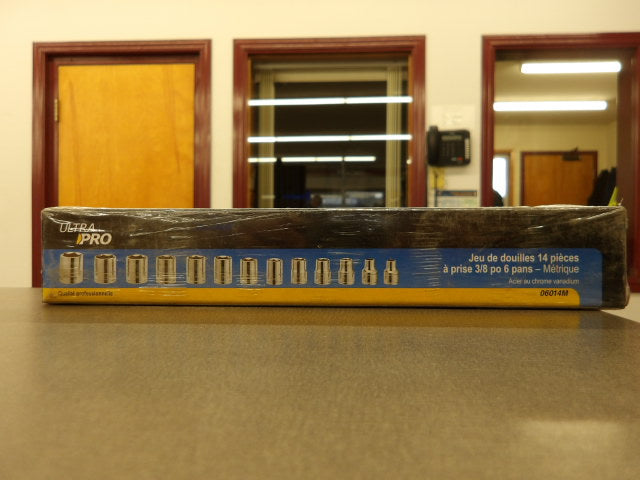 ULTRA
PRO
Jeu de douilles 14 pièces
à prise 3/8 po 6 pans – Métrique
Acier au chrome vanadium
Qualité professionnelle
06014M